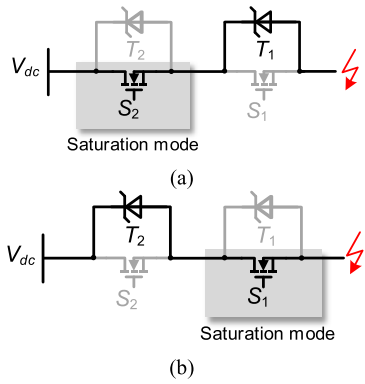 T2 T1
Vdc
S2 S1
Saturation mode
(a)
T2 T1
Vdc
S2 S1
Saturation mode
(b)